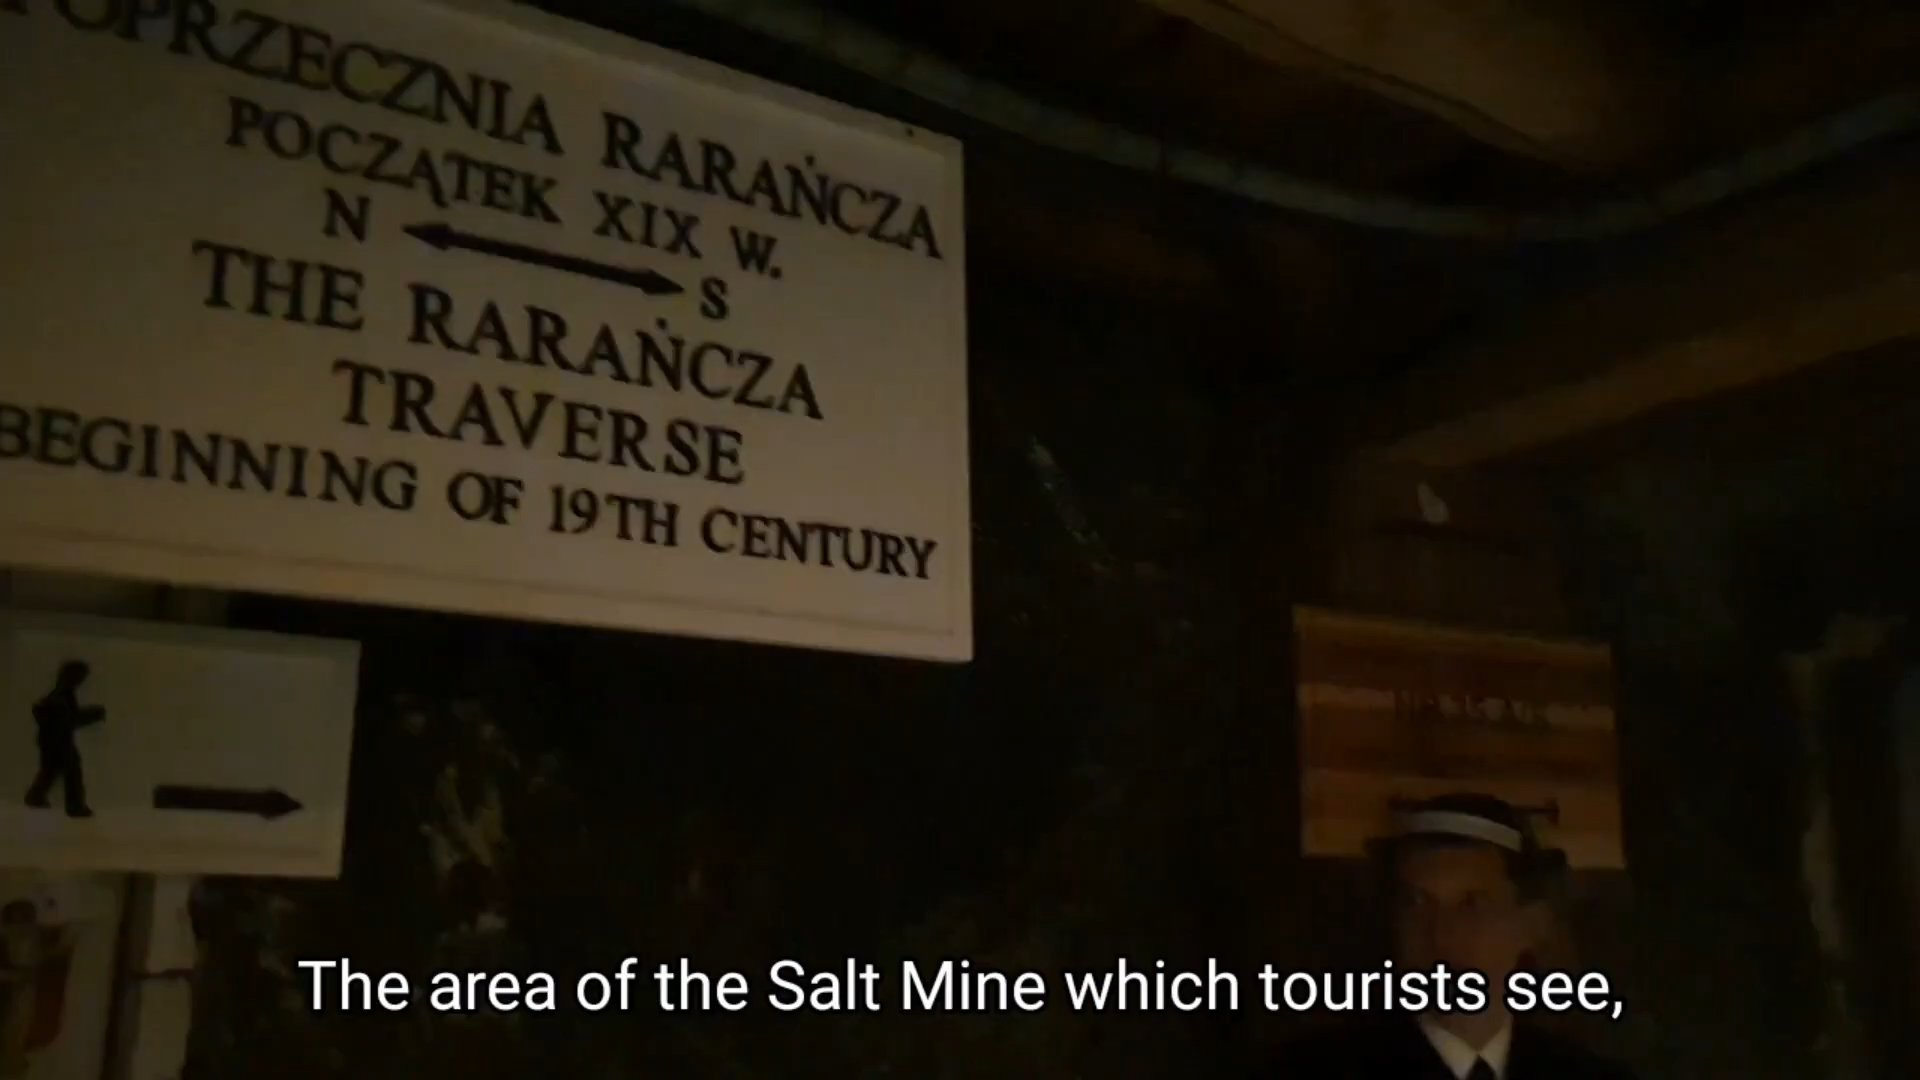 POPRZECZNIA RARAŃCZA
POCZĄTEK XIX W.
N S
THE RARAŃCZA
TRAVERSE
BEGINNING OF 19TH CENTURY
The area of the Salt Mine which tourists see,